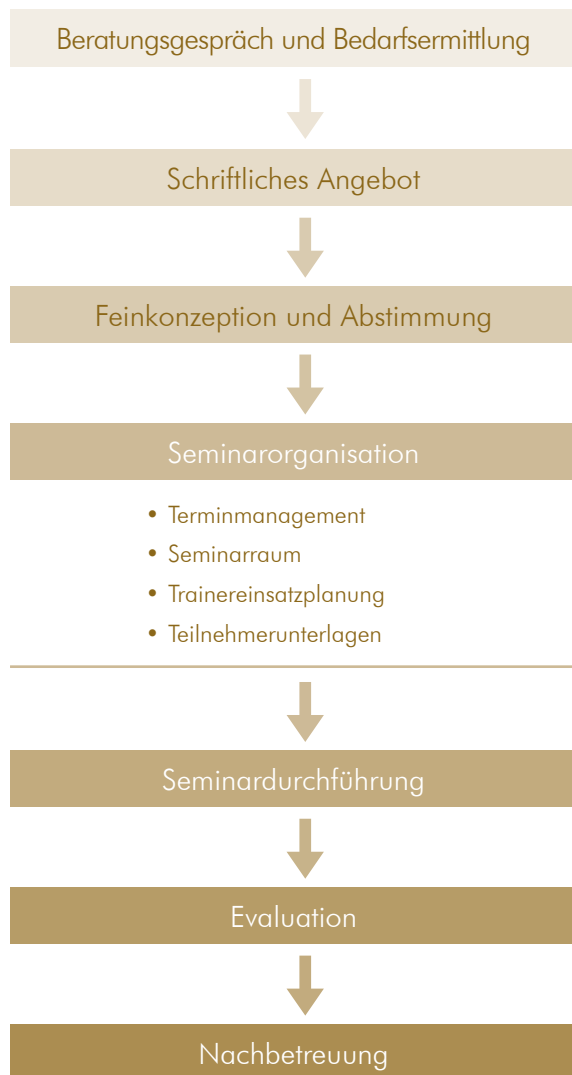 Beratungsgespräch und Bedarfsermittlung
Schriftliches Angebot
Feinkonzeption und Abstimmung
Seminarorganisation
• Terminmanagement
• Seminarraum
• Trainereinsatzplanung
• Teilnehmerunterlagen
Seminardurchführung
Evaluation
Nachbetreuung